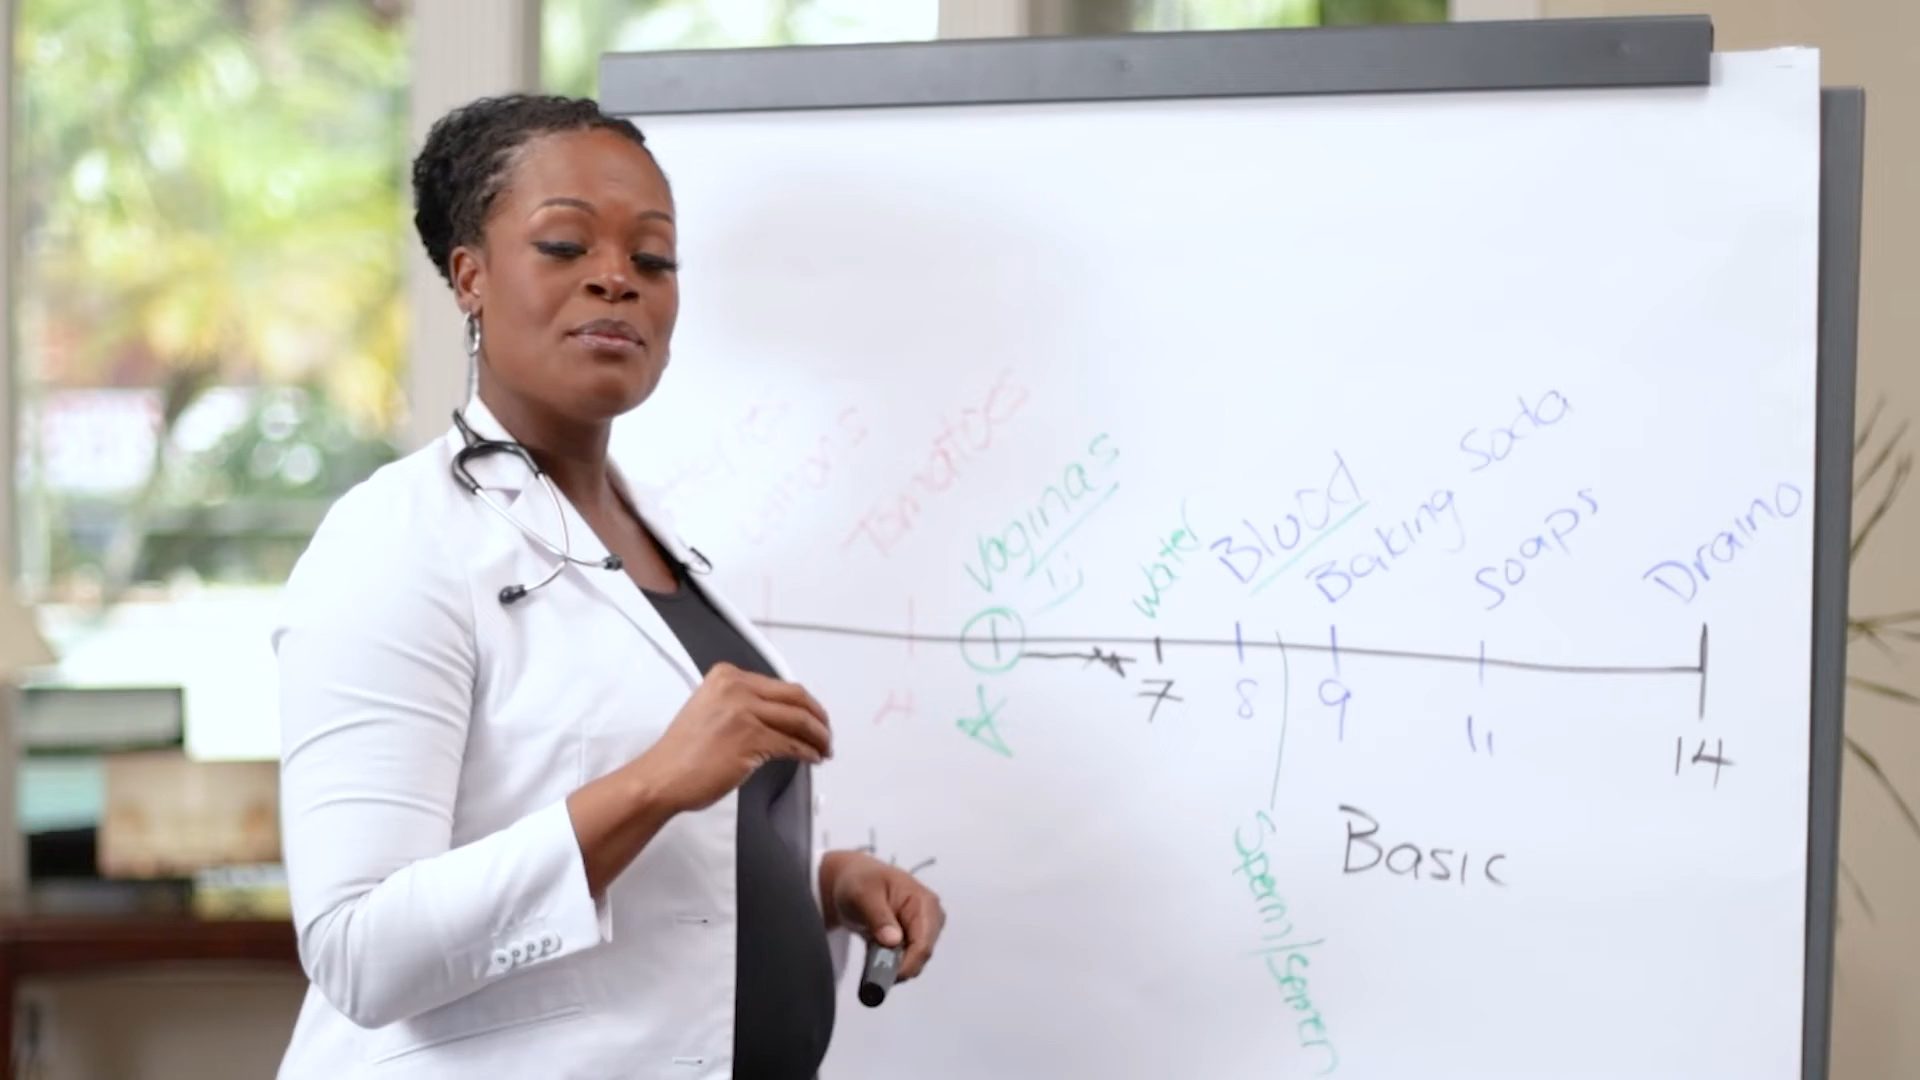 Tomatoes
Vaginas
water
Blood
Baking Soda
Soaps
Draino
4
7
8
9
11
14
Basic
Sperm/Semen